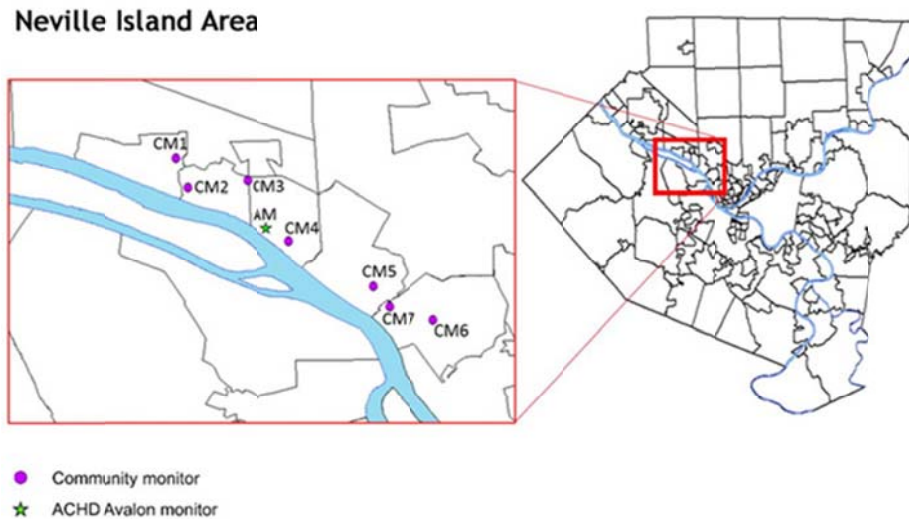 Neville Island Area
CM1
CM2
CM3
AM
CM4
CM5
CM7
CM6
Community monitor
ACHD Avalon monitor